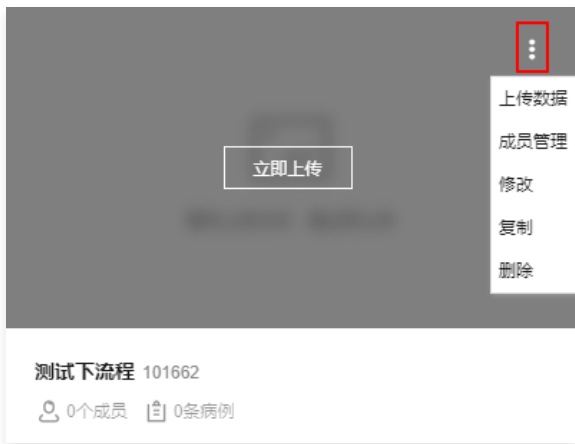 上传数据
成员管理
立即上传
修改
复制
删除
测试下流程 101662
0个成员 0条病例